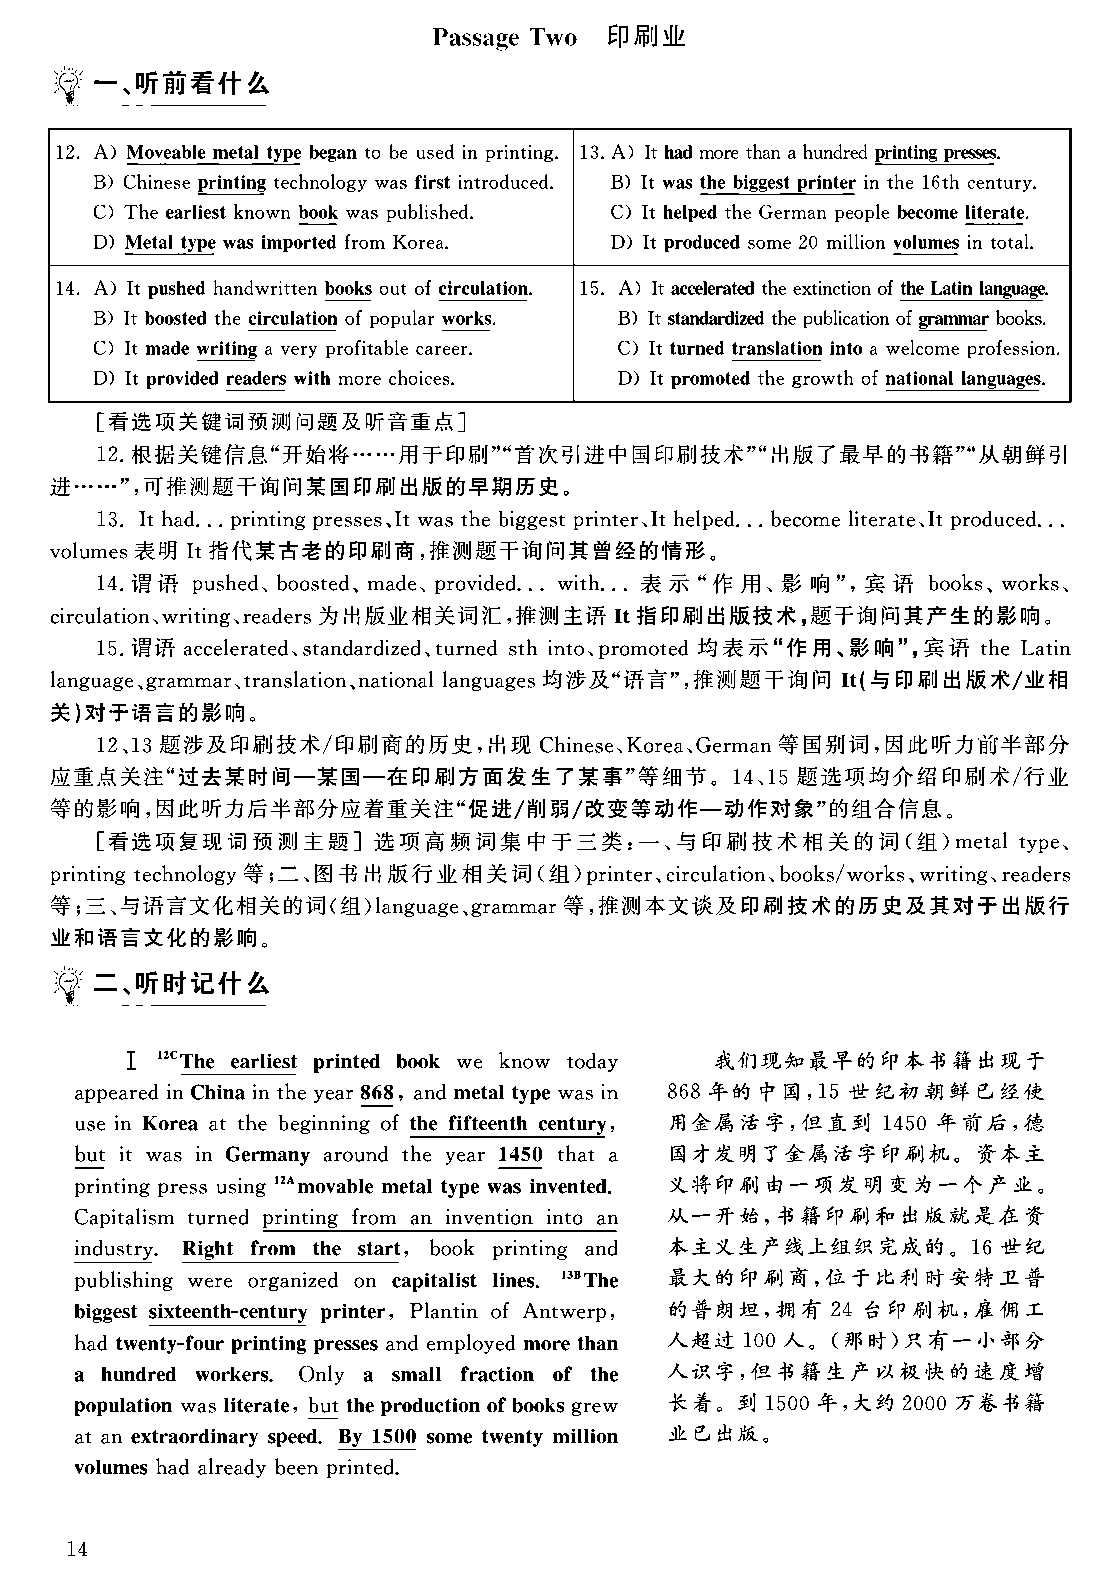 Passage Two 印刷业
一、听前看什么
12. A) Moveable metal type began to be used in printing.
B) Chinese printing technology was first introduced.
C) The earliest known book was published.
D) Metal type was imported from Korea.
13. A) It had more than a hundred printing presses.
B) It was the biggest printer in the 16th century.
C) It helped the German people become literate.
D) It produced some 20 million volumes in total.
14. A) It pushed handwritten books out of circulation.
B) It boosted the circulation of popular works.
C) It made writing a very profitable career.
D) It provided readers with more choices.
15. A) It accelerated the extinction of the Latin language.
B) It standardized the publication of grammar books.
C) It turned translation into a welcome profession.
D) It promoted the growth of national languages.
[看选项关键词预测问题及听音重点]
12. 根据关键信息“开始将……用于印刷”“首次引进中国印刷技术”“出版了最早的书籍”“从朝鲜引
进……”,可推测题干询问某国印刷出版的早期历史。
13. It had... printing presses、It was the biggest printer、It helped... become literate、It produced...
volumes 表明 It 指代某古老的印刷商,推测题干询问其曾经的情形。
14. 谓语 pushed、boosted、made、provided... with... 表示“作用、影响”,宾语 books、works、
circulation、writing、readers 为出版业相关词汇,推测主语 It 指印刷出版技术,题干询问其产生的影响。
15. 谓语 accelerated、standardized、turned sth into、promoted 均表示“作用、影响”,宾语 the Latin
language、grammar、translation、national languages 均涉及“语言”,推测题干询问 It(与印刷出版术/业相
关)对于语言的影响。
12、13 题涉及印刷技术/印刷商的历史,出现 Chinese、Korea、German 等国别词,因此听力前半部分
应重点关注“过去某时间—某国—在印刷方面发生了某事”等细节。14、15 题选项均介绍印刷术/行业
等的影响,因此听力后半部分应着重关注“促进/削弱/改变等动作—动作对象”的组合信息。
[看选项复现词预测主题] 选项高频词集中于三类:一、与印刷技术相关的词(组)metal type、
printing technology 等;二、图书出版行业相关词(组)printer、circulation、books/works、writing、readers
等;三、与语言文化相关的词(组)language、grammar 等,推测本文谈及印刷技术的历史及其对于出版行
业和语言文化的影响。
二、听时记什么
I 12CThe earliest printed book we know today
appeared in China in the year 868, and metal type was in
use in Korea at the beginning of the fifteenth century,
but it was in Germany around the year 1450 that a
printing press using 12Amovable metal type was invented.
Capitalism turned printing from an invention into an
industry. Right from the start, book printing and
publishing were organized on capitalist lines. 13BThe
biggest sixteenth-century printer, Plantin of Antwerp,
had twenty-four printing presses and employed more than
a hundred workers. Only a small fraction of the
population was literate, but the production of books grew
at an extraordinary speed. By 1500 some twenty million
volumes had already been printed.
我们现知最早的印本书籍出现于
868 年的中国,15 世纪初朝鲜已经使
用金属活字,但直到 1450 年前后,德
国才发明了金属活字印刷机。资本主
义将印刷由一项发明变为一个产业。
从一开始,书籍印刷和出版就是在资
本主义生产线上组织完成的。16 世纪
最大的印刷商,位于比利时安特卫普
的普朗坦,拥有 24 台印刷机,雇佣工
人超过 100 人。(那时)只有一小部分
人识字,但书籍生产以极快的速度增
长着。到 1500 年,大约 2000 万卷书籍
业已出版。
14